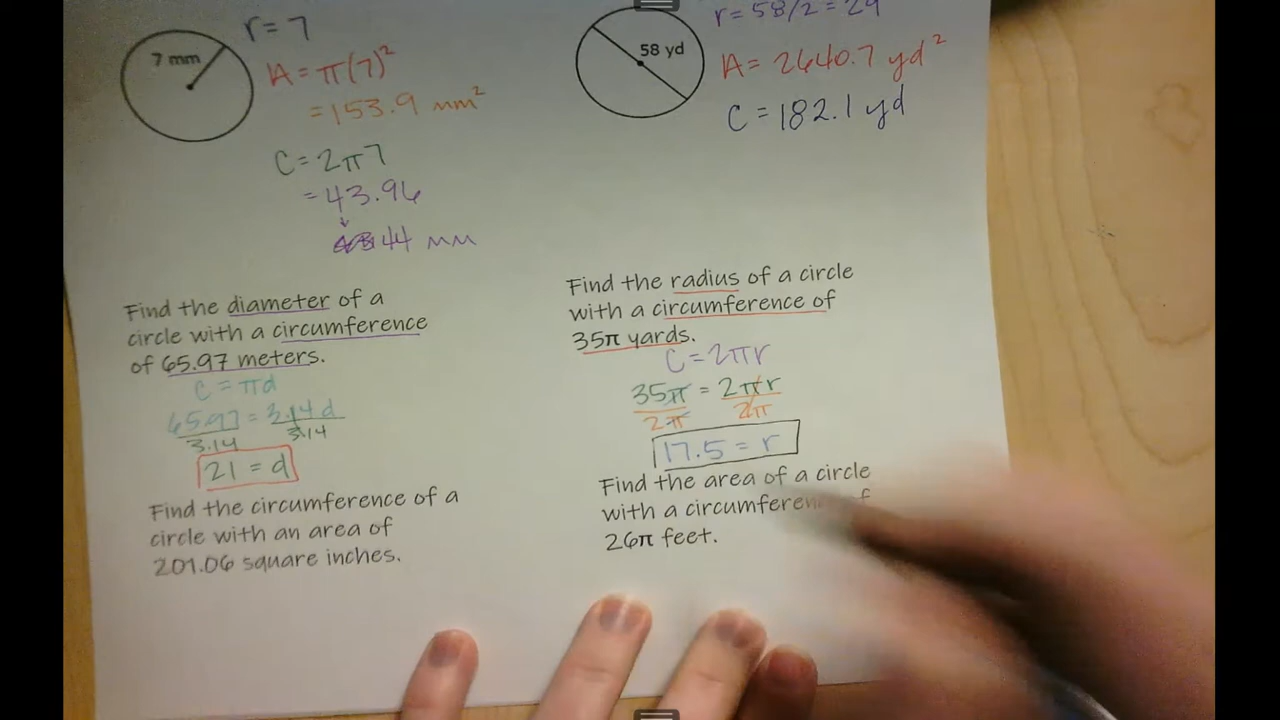 7 mm
r = 7
A = π(7)²
= 153.9 mm²
C = 2π7
= 43.96
44 mm
58 yd
r = 58/2 = 29
A = 2640.7 yd²
C = 182.1 yd
Find the diameter of a
circle with a circumference
of 65.97 meters.
C = πd
65.97 = 3.14 d
3.14 3.14
21 = d
Find the radius of a circle
with a circumference of
35π yards.
C = 2πr
35π = 2πr
2π 2π
17.5 = r
Find the circumference of a
circle with an area of
201.06 square inches.
Find the area of a circle
with a circumference of
26π feet.